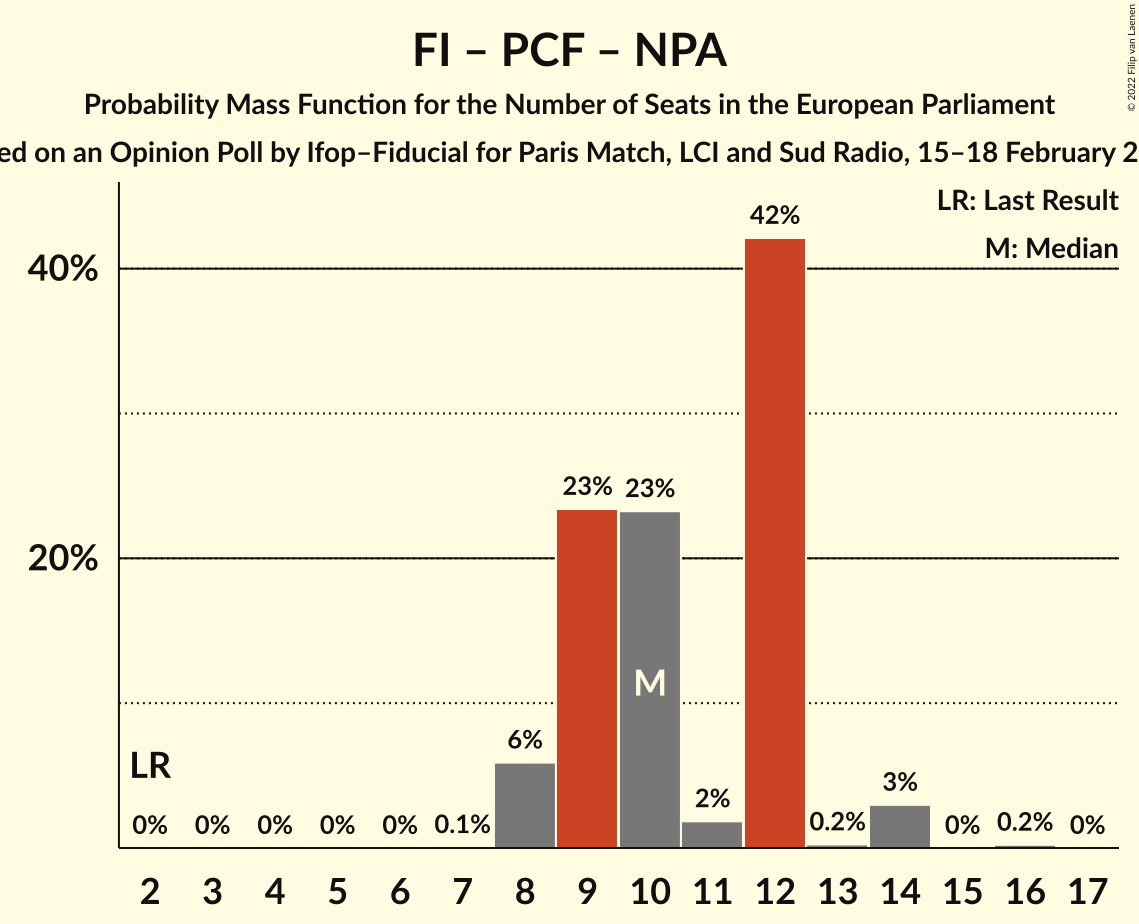 FI – PCF – NPA
Probability Mass Function for the Number of Seats in the European Parliament
ed on an Opinion Poll by Ifop–Fiducial for Paris Match, LCI and Sud Radio, 15–18 February 2
© 2022 Filip van Laenen
LR: Last Result
M: Median
42%
40%
23% 23%
20%
M
6%
LR
3%
2%
0% 0% 0% 0% 0% 0.1% 0.2% 0% 0.2% 0%
2 3 4 5 6 7 8 9 10 11 12 13 14 15 16 17